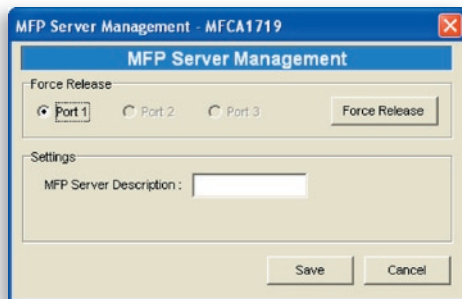 MFP Server Management - MFCA1719
MFP Server Management
Force Release
Port 1 Port 2 Port 3 Force Release
Settings
MFP Server Description :
Save Cancel